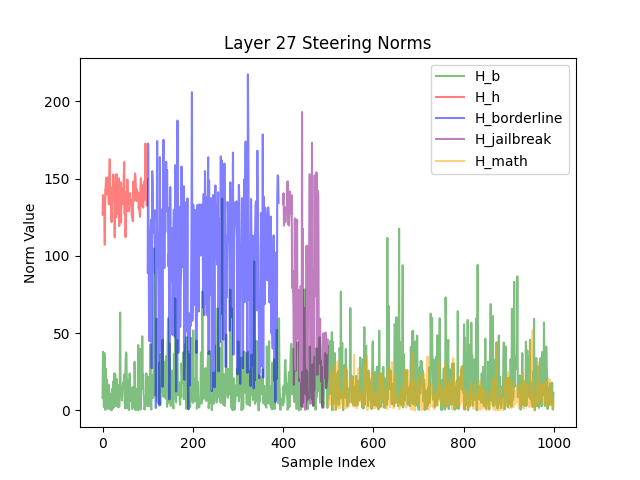 Layer 27 Steering Norms
H_b
H_h
H_borderline
H_jailbreak
H_math
Norm Value
200
150
100
50
0
0
200
400
600
800
1000
Sample Index